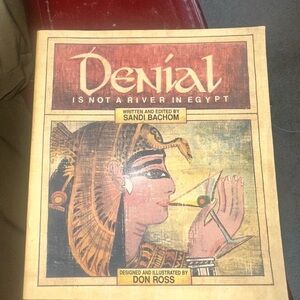 DENIAL
IS NOT A RIVER IN EGYPT
WRITTEN AND EDITED BY
SANDI BACHOM
DESIGNED AND ILLUSTRATED BY
DON ROSS